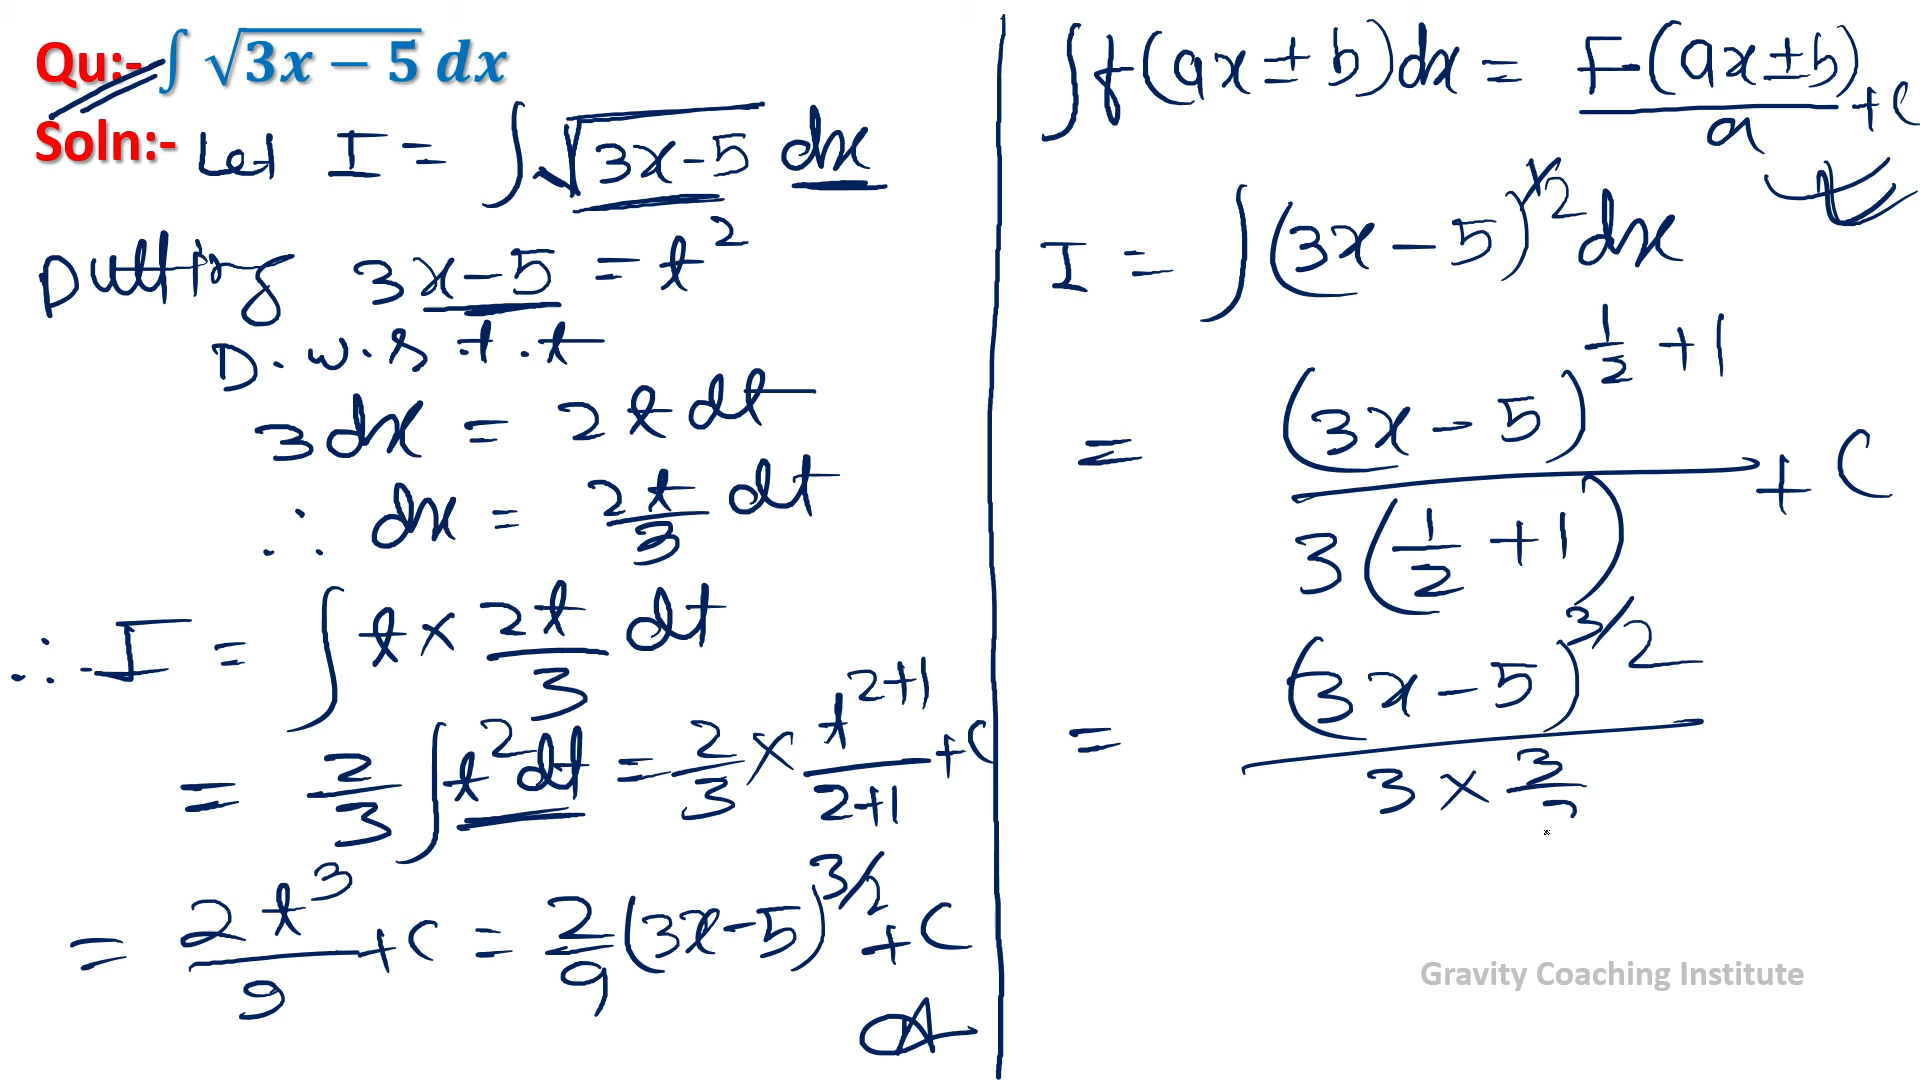 Qu:- ∫ √(3x − 5) dx
Soln:- Let I = ∫ √(3x-5) dx
putting 3x-5 = t²
D.w.r.t.t
3dx = 2t dt
∴ dx = 2t/3 dt
∴ I = ∫ t × 2t/3 dt
= 2/3 ∫ t² dt = 2/3 × t^(2+1)/(2+1) + C
= 2t³/9 + C = 2/9 (3x-5)^(3/2) + C
∫ f(ax ± b)dx = F(ax ± b)/a + C
I = ∫ (3x - 5)^(1/2) dx
= (3x - 5)^(1/2 + 1) / 3(1/2 + 1) + C
= (3x - 5)^(3/2) / 3 × 3/2
Gravity Coaching Institute